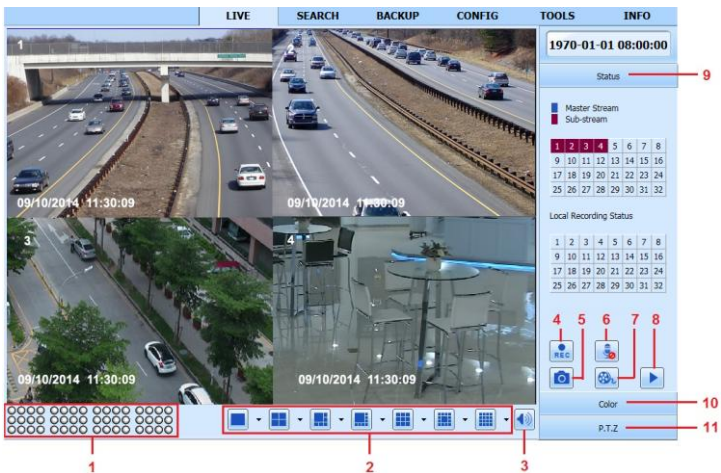 LIVE SEARCH BACKUP CONFIG TOOLS INFO
1
09/10/2014 11:30:09
09/10/2014 11:30:09
3
09/10/2014 11:30:09
4
09/10/2014 11:30:09
1970-01-01 08:00:00
Status
9
Master Stream
Sub-stream
1 2 3 4 5 6 7 8
9 10 11 12 13 14 15 16
17 18 19 20 21 22 23 24
25 26 27 28 29 30 31 32
Local Recording Status
1 2 3 4 5 6 7 8
9 10 11 12 13 14 15 16
17 18 19 20 21 22 23 24
25 26 27 28 29 30 31 32
4 5 6 7 8
REC
Color
10
P.T.Z
11
1 2 3